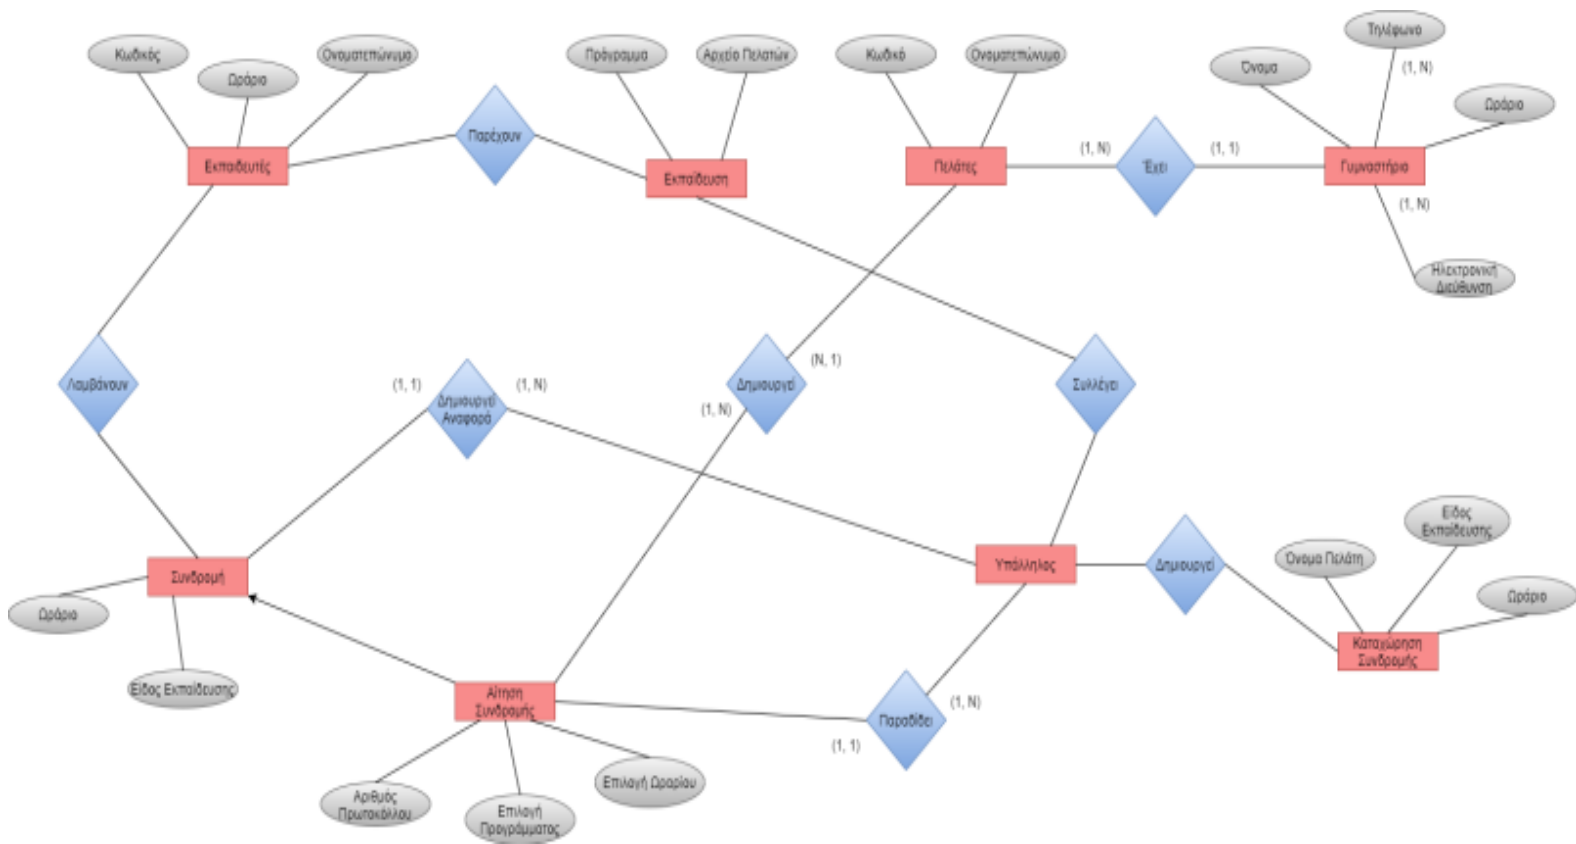 Κωδικός
Ωράριο
Ονοματεπώνυμο
Πρόγραμμα
Αρχείο Πελατών
Κωδικό
Ονοματεπώνυμο
Τηλέφωνο
(1, N)
Όνομα
Ωράριο
Εκπαιδευτές
Παρέχουν
Εκπαίδευση
Πελάτες
(1, N)
Έχει
(1, 1)
Γυμναστήριο
(1, N)
Ηλεκτρονική
Διεύθυνση
Λαμβάνουν
(1, 1)
Δημιουργεί
Αναφορά
(1, N)
(N, 1)
Δημιουργεί
(1, N)
Συλλέγει
Συνδρομή
Ωράριο
Είδος Εκπαίδευσης
Υπάλληλος
Δημιουργεί
Όνομα Πελάτη
Είδος
Εκπαίδευσης
Ωράριο
Καταχώρηση
Συνδρομής
Αίτηση
Συνδρομής
(1, N)
Παραδίδει
(1, 1)
Αριθμός
Πρωτοκόλλου
Επιλογή
Προγράμματος
Επιλογή Ωραρίου